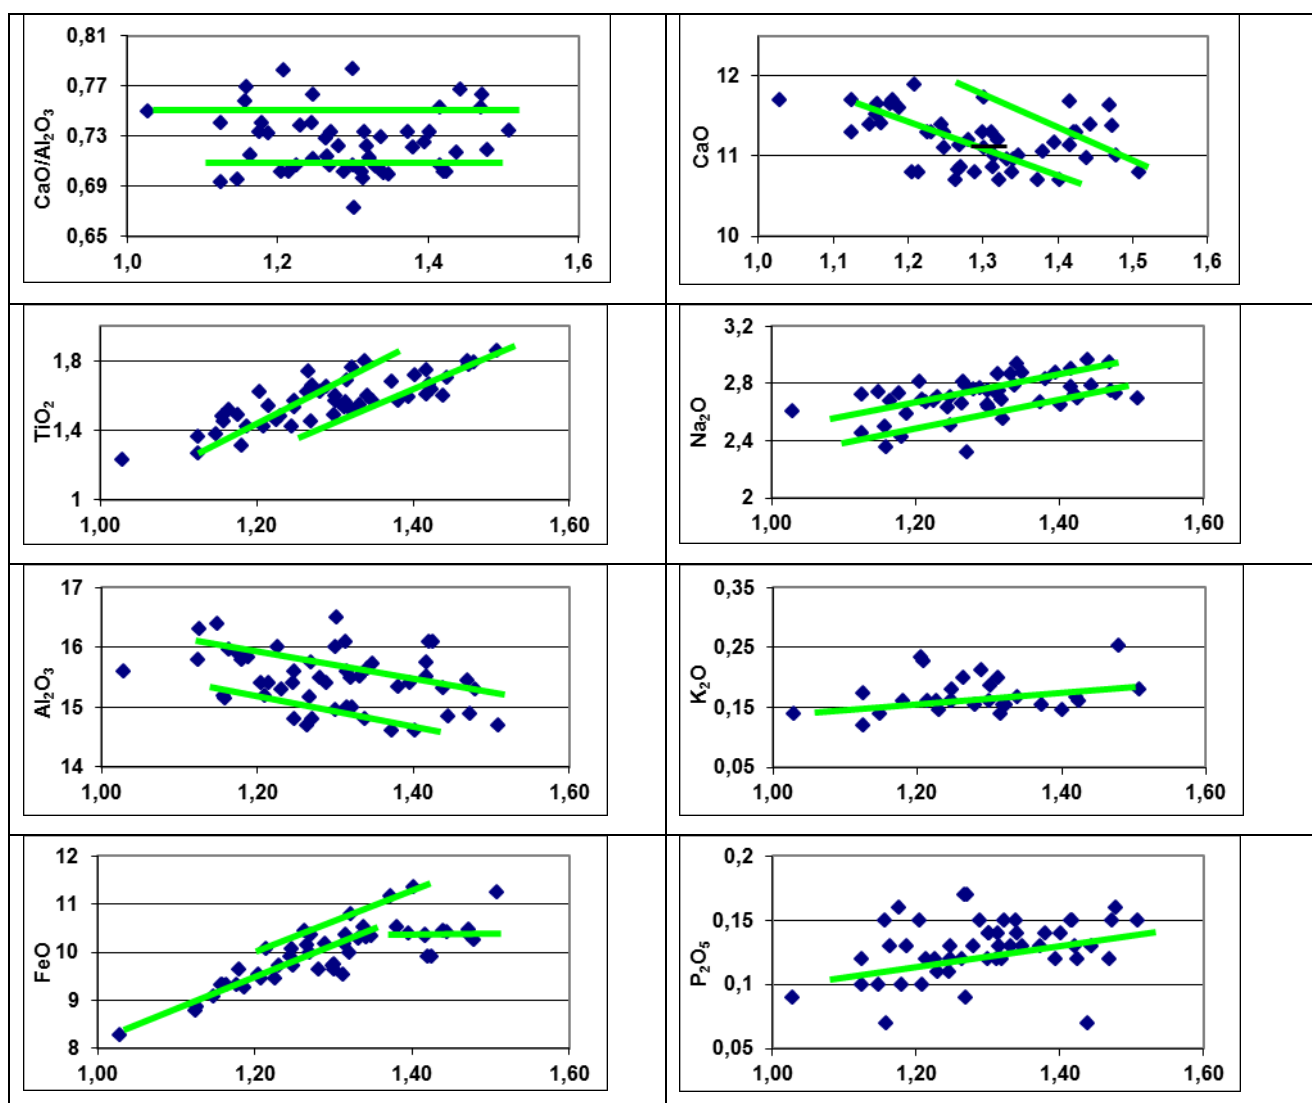 CaO/Al₂O₃
0,81
0,77
0,73
0,69
0,65
1,0 1,2 1,4 1,6
CaO
12
11
10
1,0 1,1 1,2 1,3 1,4 1,5 1,6
TiO₂
1,8
1,4
1
1,00 1,20 1,40 1,60
Na₂O
3,2
2,8
2,4
2
1,00 1,20 1,40 1,60
Al₂O₃
17
16
15
14
1,00 1,20 1,40 1,60
K₂O
0,35
0,25
0,15
0,05
1,00 1,20 1,40 1,60
FeO
12
11
10
9
8
1,00 1,20 1,40 1,60
P₂O₅
0,2
0,15
0,1
0,05
1,00 1,20 1,40 1,60